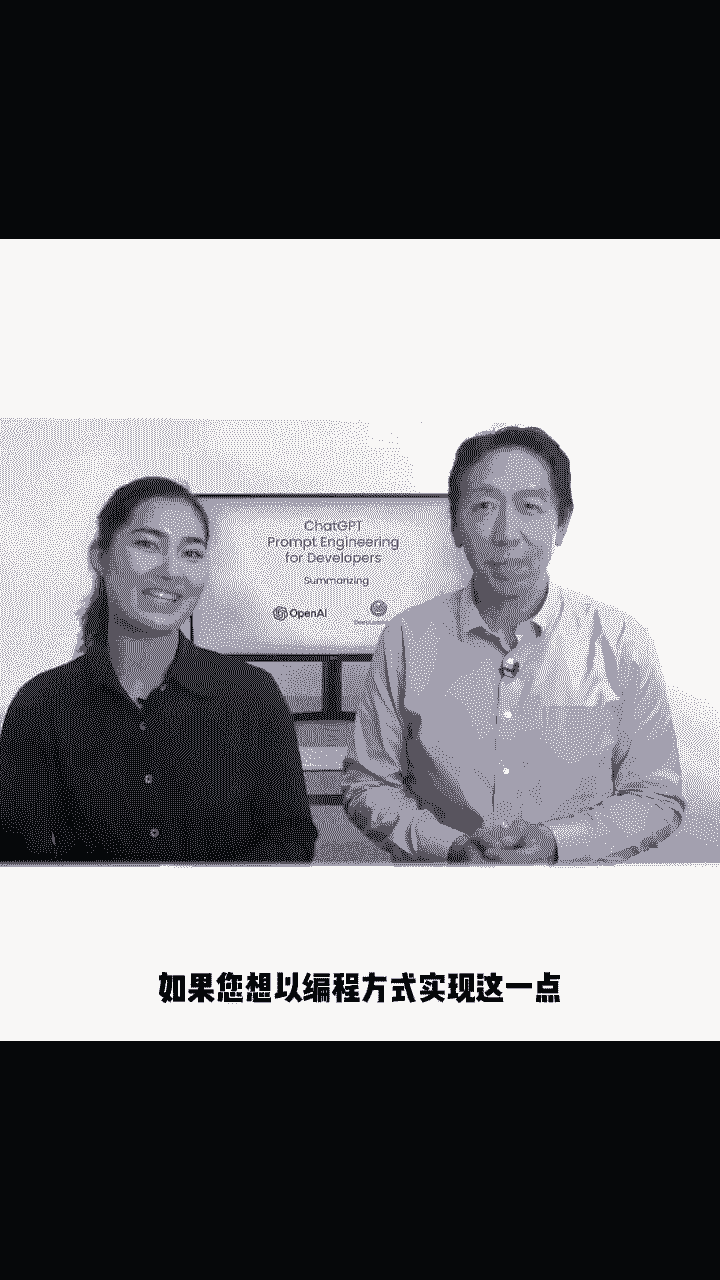 ChatGPT
Prompt Engineering
for Developers
Summarizing
OpenAI
如果您想以编程方式实现这一点